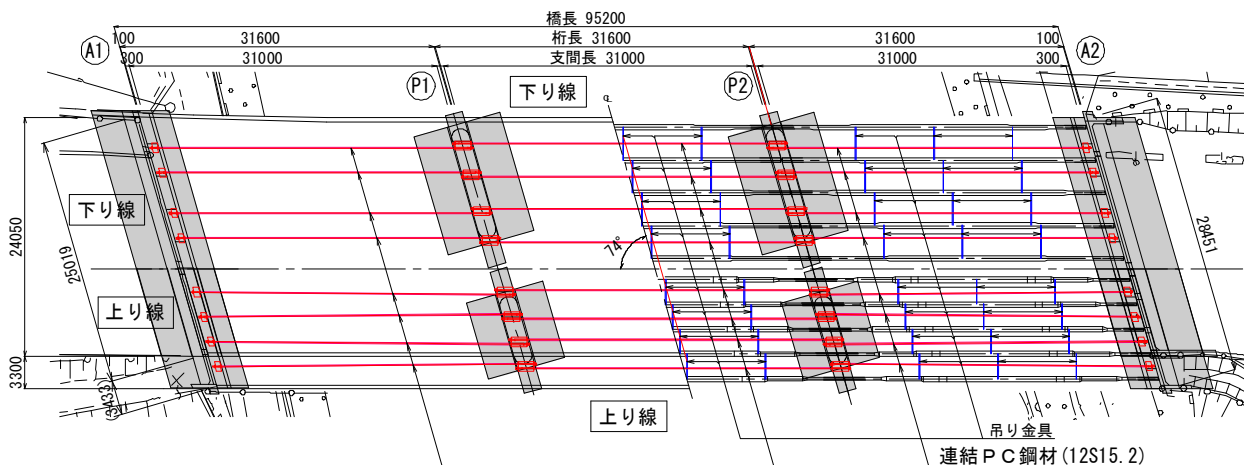 橋長 95200
100 31600 桁長 31600 31600 100
A1 A2
300 31000 支間長 31000 31000 300
P1 下り線 ℄ P2
下り線
24050
25019
74°
28451
上り線
3300
(3433)
上り線
吊り金具
連結PC鋼材(12S15.2)